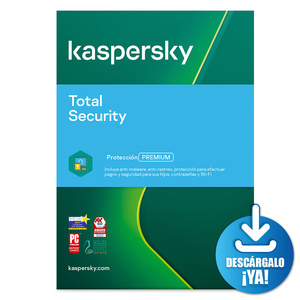 kaspersky
Total
Security
Protección PREMIUM
Incluye anti-malware, anti-rastreo, protección para efectuar
pagos y seguridad para sus hijos, contraseñas y Wi-Fi
PC
kaspersky.com
DESCÁRGALO
¡YA!